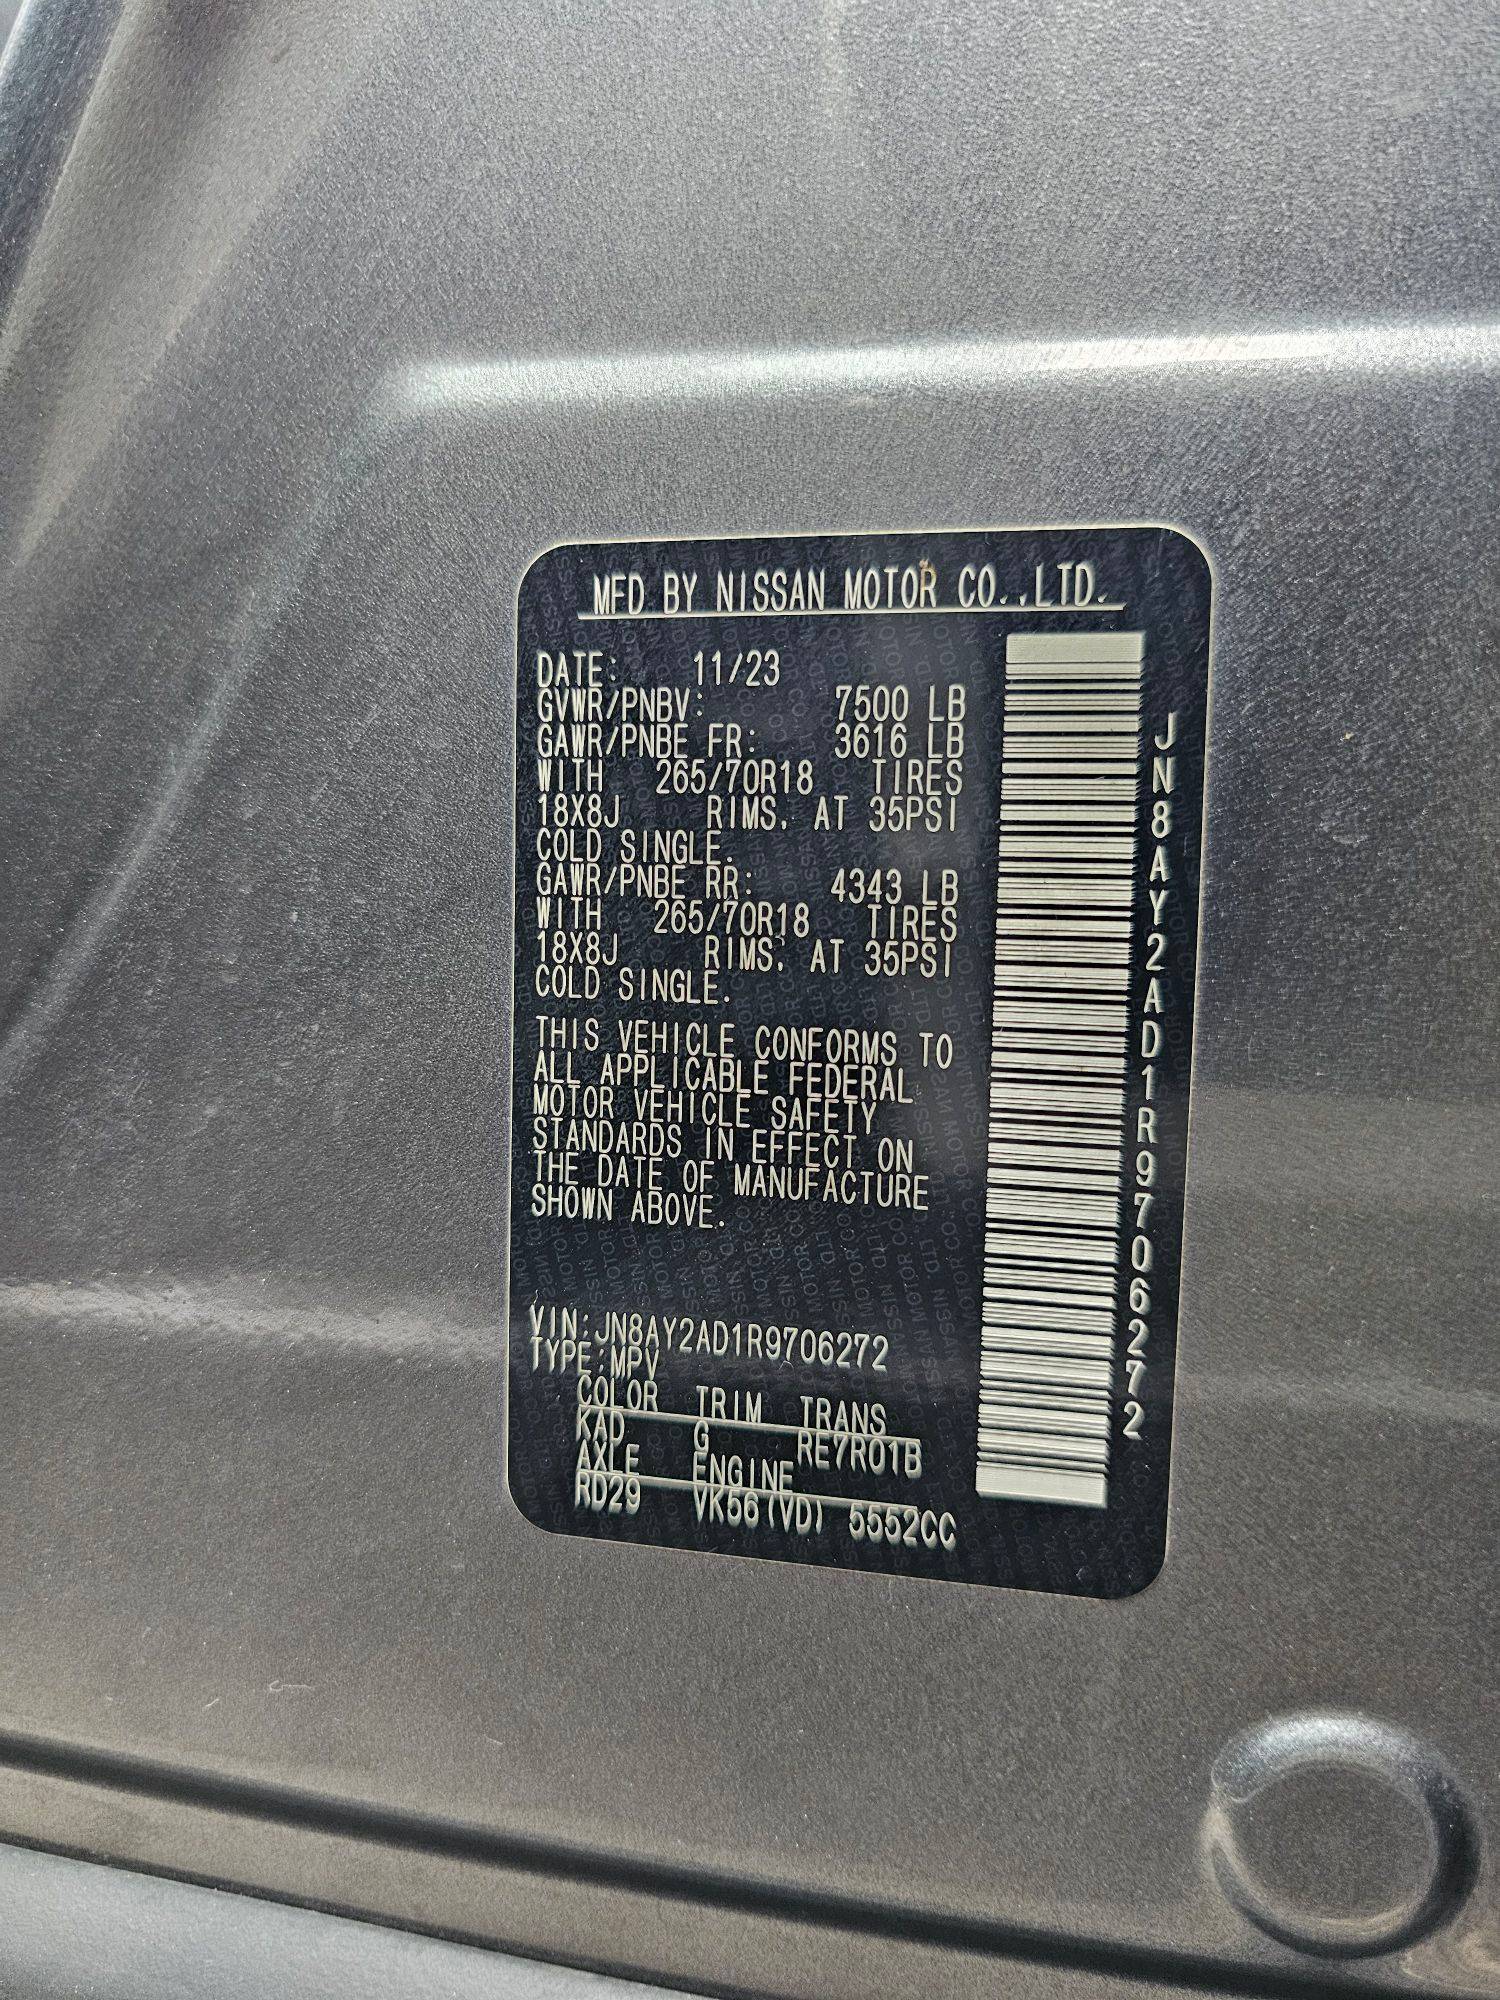 MFD BY NISSAN MOTOR CO.,LTD.
DATE: 11/23
GVWR/PNBV: 7500 LB
GAWR/PNBE FR: 3616 LB
WITH 265/70R18 TIRES
18X8J RIMS. AT 35PSI
COLD SINGLE.
GAWR/PNBE RR: 4343 LB
WITH 265/70R18 TIRES
18X8J RIMS. AT 35PSI
COLD SINGLE.
THIS VEHICLE CONFORMS TO
ALL APPLICABLE FEDERAL
MOTOR VEHICLE SAFETY
STANDARDS IN EFFECT ON
THE DATE OF MANUFACTURE
SHOWN ABOVE.
VIN:JN8AY2AD1R9706272
TYPE:MPV
COLOR TRIM TRANS
KAD G RE7R01B
AXLE ENGINE
RD29 VK56(VD) 5552CC
JN8AY2AD1R9706272